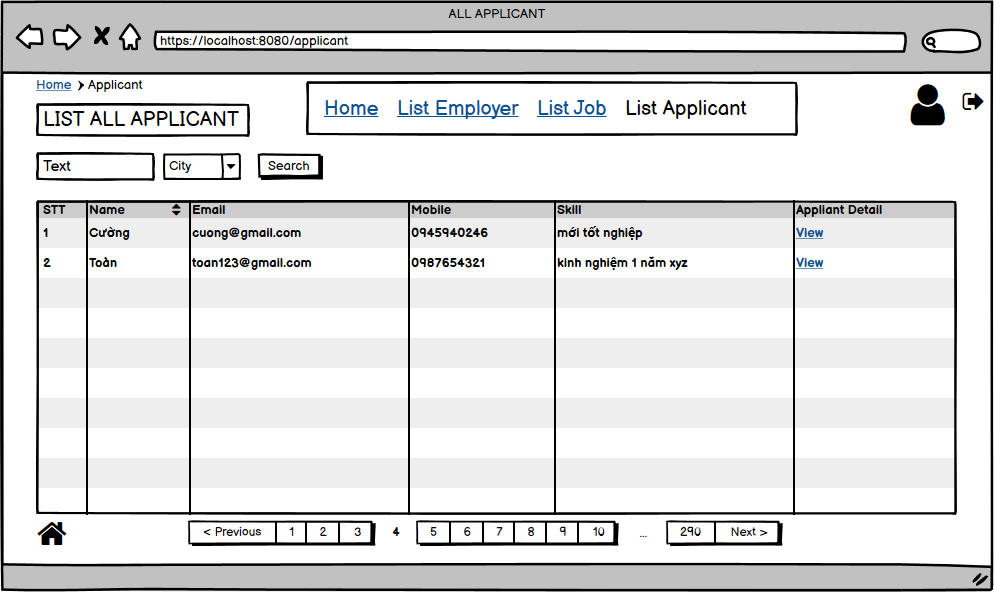 ALL APPLICANT
https://localhost:8080/applicant
Home Applicant
LIST ALL APPLICANT
Home List Employer List Job List Applicant
Text City Search
STT Name Email Mobile Skill Appliant Detail
1 Cường cuong@gmail.com 0945940246 mới tốt nghiệp View
2 Toàn toan123@gmail.com 0987654321 kinh nghiệm 1 năm xyz View
< Previous 1 2 3 4 5 6 7 8 9 10 ... 290 Next >